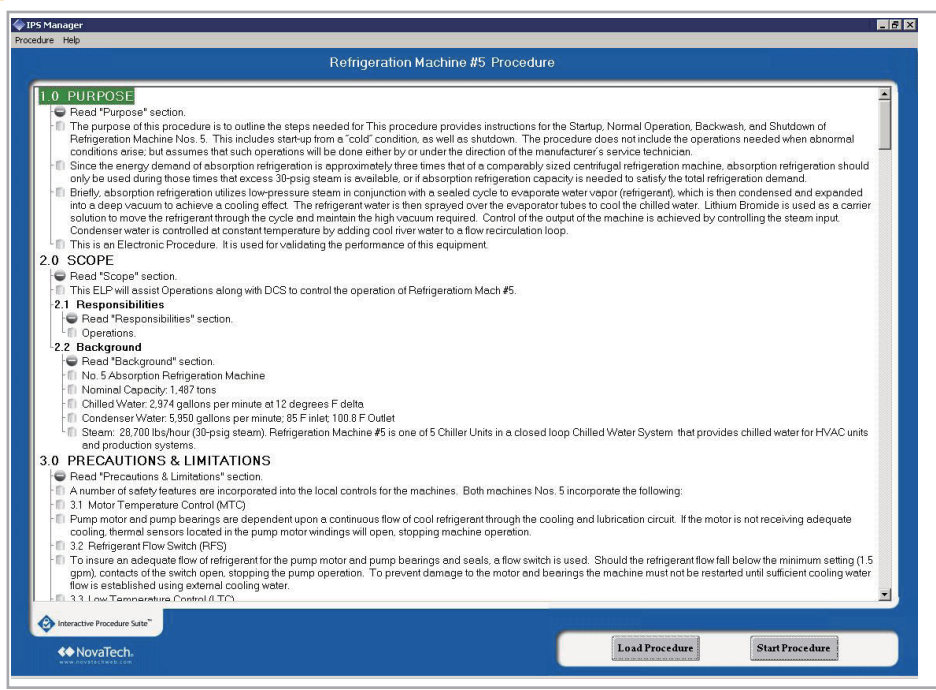 IPS Manager
Procedure Help
Refrigeration Machine #5 Procedure
1.0 PURPOSE
Read "Purpose" section.
The purpose of this procedure is to outline the steps needed for This procedure provides instructions for the Startup, Normal Operation, Backwash, and Shutdown of
Refrigeration Machine Nos. 5. This includes start-up from a "cold" condition, as well as shutdown. The procedure does not include the operations needed when abnormal
conditions arise; but assumes that such operations will be done either by or under the direction of the manufacturer's service technician.
Since the energy demand of absorption refrigeration is approximately three times that of a comparably sized centrifugal refrigeration machine, absorption refrigeration should
only be used during those times that excess 30-psig steam is available, or if absorption refrigeration capacity is needed to satisfy the total refrigeration demand.
Briefly, absorption refrigeration utilizes low-pressure steam in conjunction with a sealed cycle to evaporate water vapor (refrigerant), which is then condensed and expanded
into a deep vacuum to achieve a cooling effect. The refrigerant water is then sprayed over the evaporator tubes to cool the chilled water. Lithium Bromide is used as a carrier
solution to move the refrigerant through the cycle and maintain the high vacuum required. Control of the output of the machine is achieved by controlling the steam input.
Condenser water is controlled at constant temperature by adding cool river water to a flow recirculation loop.
This is an Electronic Procedure. It is used for validating the performance of this equipment.
2.0 SCOPE
Read "Scope" section.
This ELP will assist Operations along with DCS to control the operation of Refrigeratiom Mach #5.
2.1 Responsibilities
Read "Responsibilities" section.
Operations.
2.2 Background
Read "Background" section.
No. 5 Absorption Refrigeration Machine
Nominal Capacity: 1,487 tons
Chilled Water: 2,974 gallons per minute at 12 degrees F delta
Condenser Water: 5,950 gallons per minute; 85 F inlet; 100.8 F Outlet
Steam: 28,700 lbs/hour (30-psig steam). Refrigeration Machine #5 is one of 5 Chiller Units in a closed loop Chilled Water System that provides chilled water for HVAC units
and production systems.
3.0 PRECAUTIONS & LIMITATIONS
Read "Precautions & Limitations" section.
A number of safety features are incorporated into the local controls for the machines. Both machines Nos. 5 incorporate the following:
3.1 Motor Temperature Control (MTC)
Pump motor and pump bearings are dependent upon a continuous flow of cool refrigerant through the cooling and lubrication circuit. If the motor is not receiving adequate
cooling, thermal sensors located in the pump motor windings will open, stopping machine operation.
3.2 Refrigerant Flow Switch (RFS)
To insure an adequate flow of refrigerant for the pump motor and pump bearings and seals, a flow switch is used. Should the refrigerant flow fall below the minimum setting (1.5
gpm), contacts of the switch open, stopping the pump operation. To prevent damage to the motor and bearings the machine must not be restarted until sufficient cooling water
flow is established using external cooling water.
3.3 Low Temperature Control (LTC)
Interactive Procedure Suite™
NovaTech.
www.novatechweb.com
Load Procedure
Start Procedure